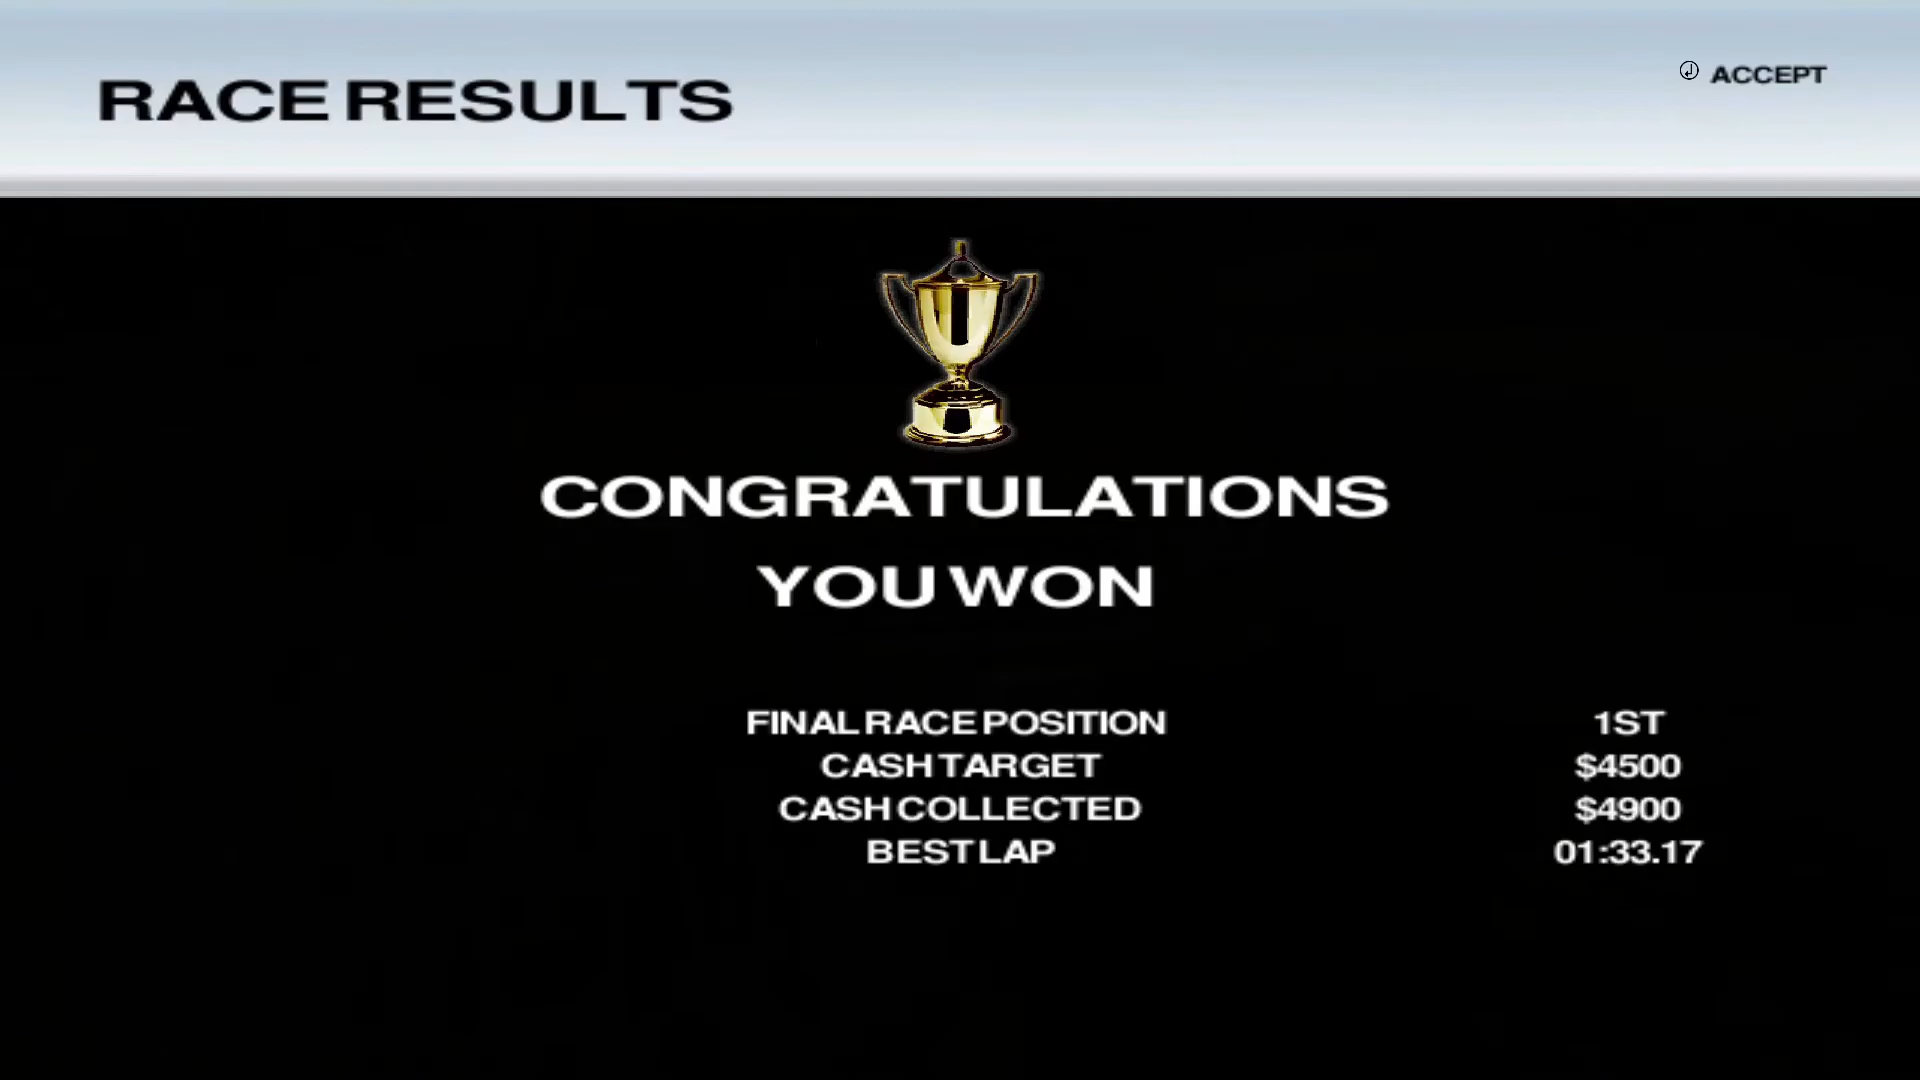 RACE RESULTS
ACCEPT
CONGRATULATIONS
YOU WON
FINAL RACE POSITION 1ST
CASH TARGET $4500
CASH COLLECTED $4900
BEST LAP 01:33.17